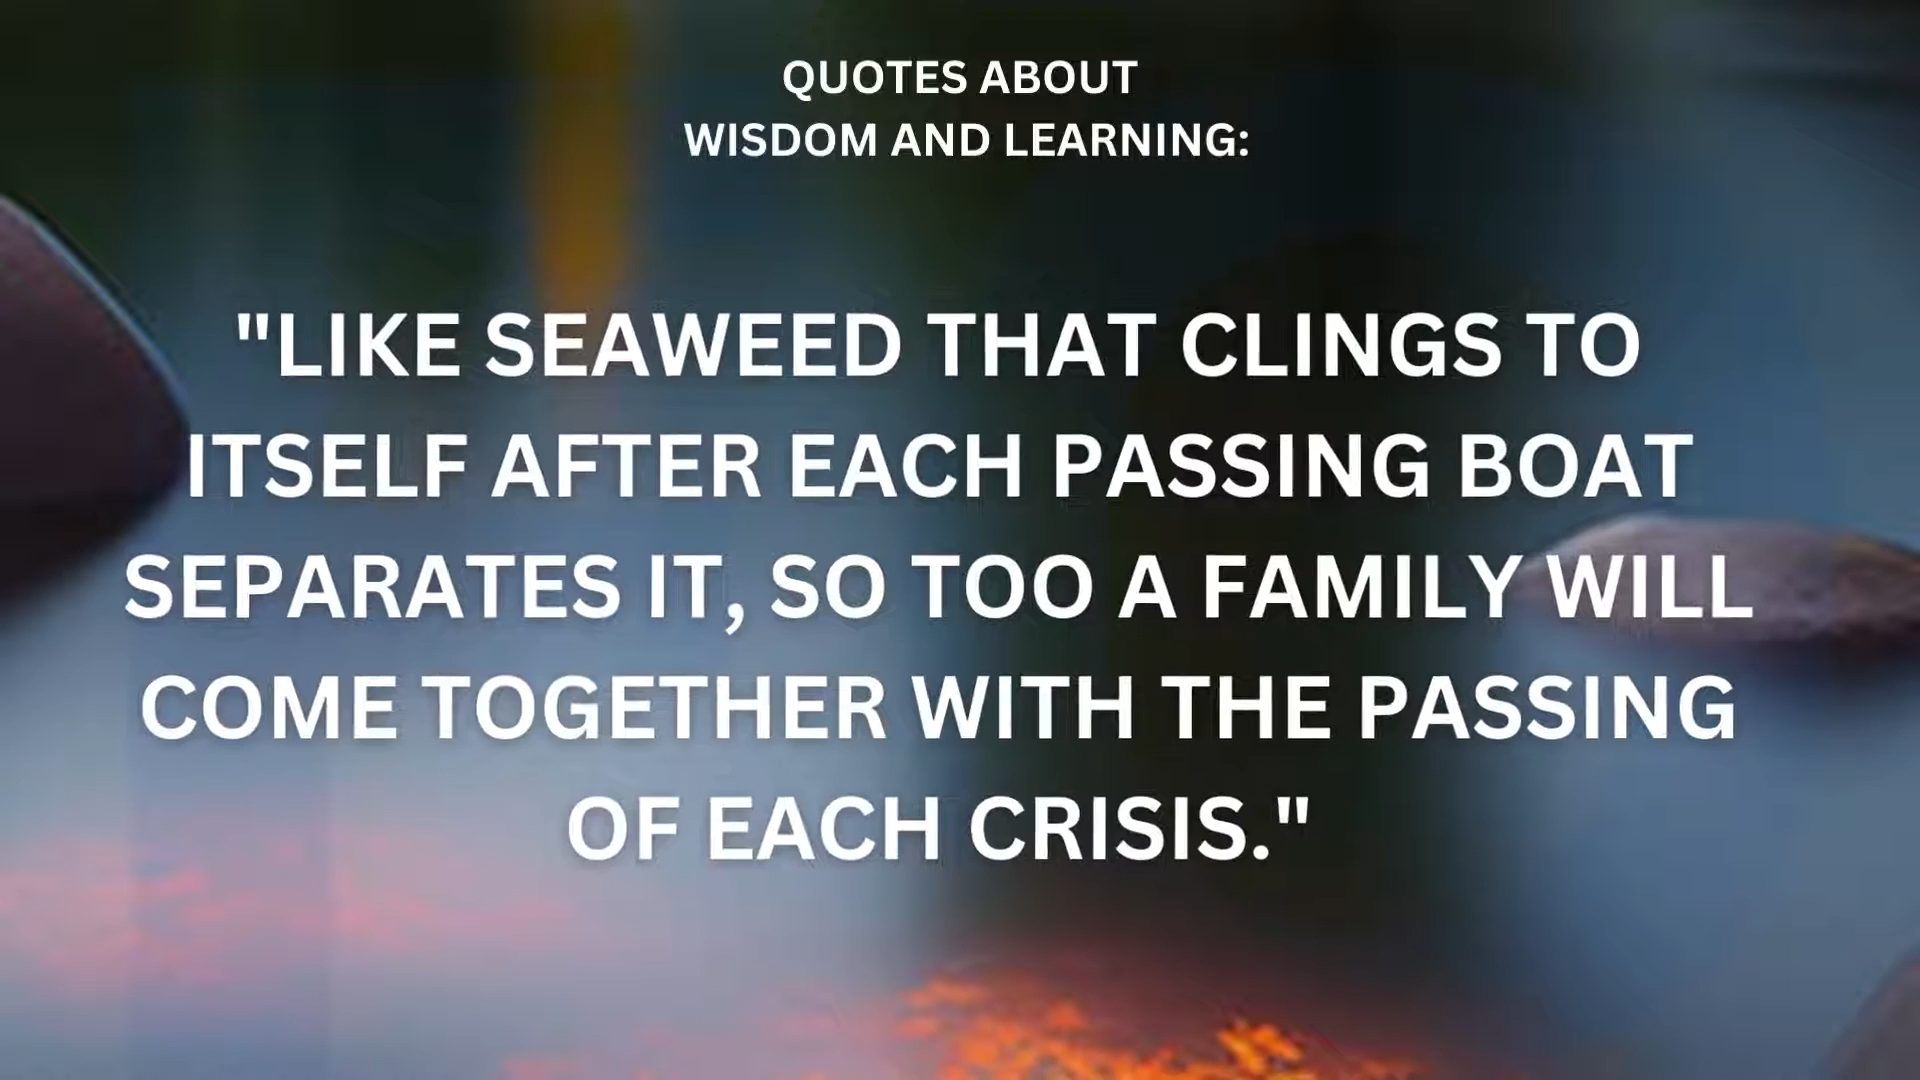 QUOTES ABOUT
WISDOM AND LEARNING:
"LIKE SEAWEED THAT CLINGS TO
ITSELF AFTER EACH PASSING BOAT
SEPARATES IT, SO TOO A FAMILY WILL
COME TOGETHER WITH THE PASSING
OF EACH CRISIS."